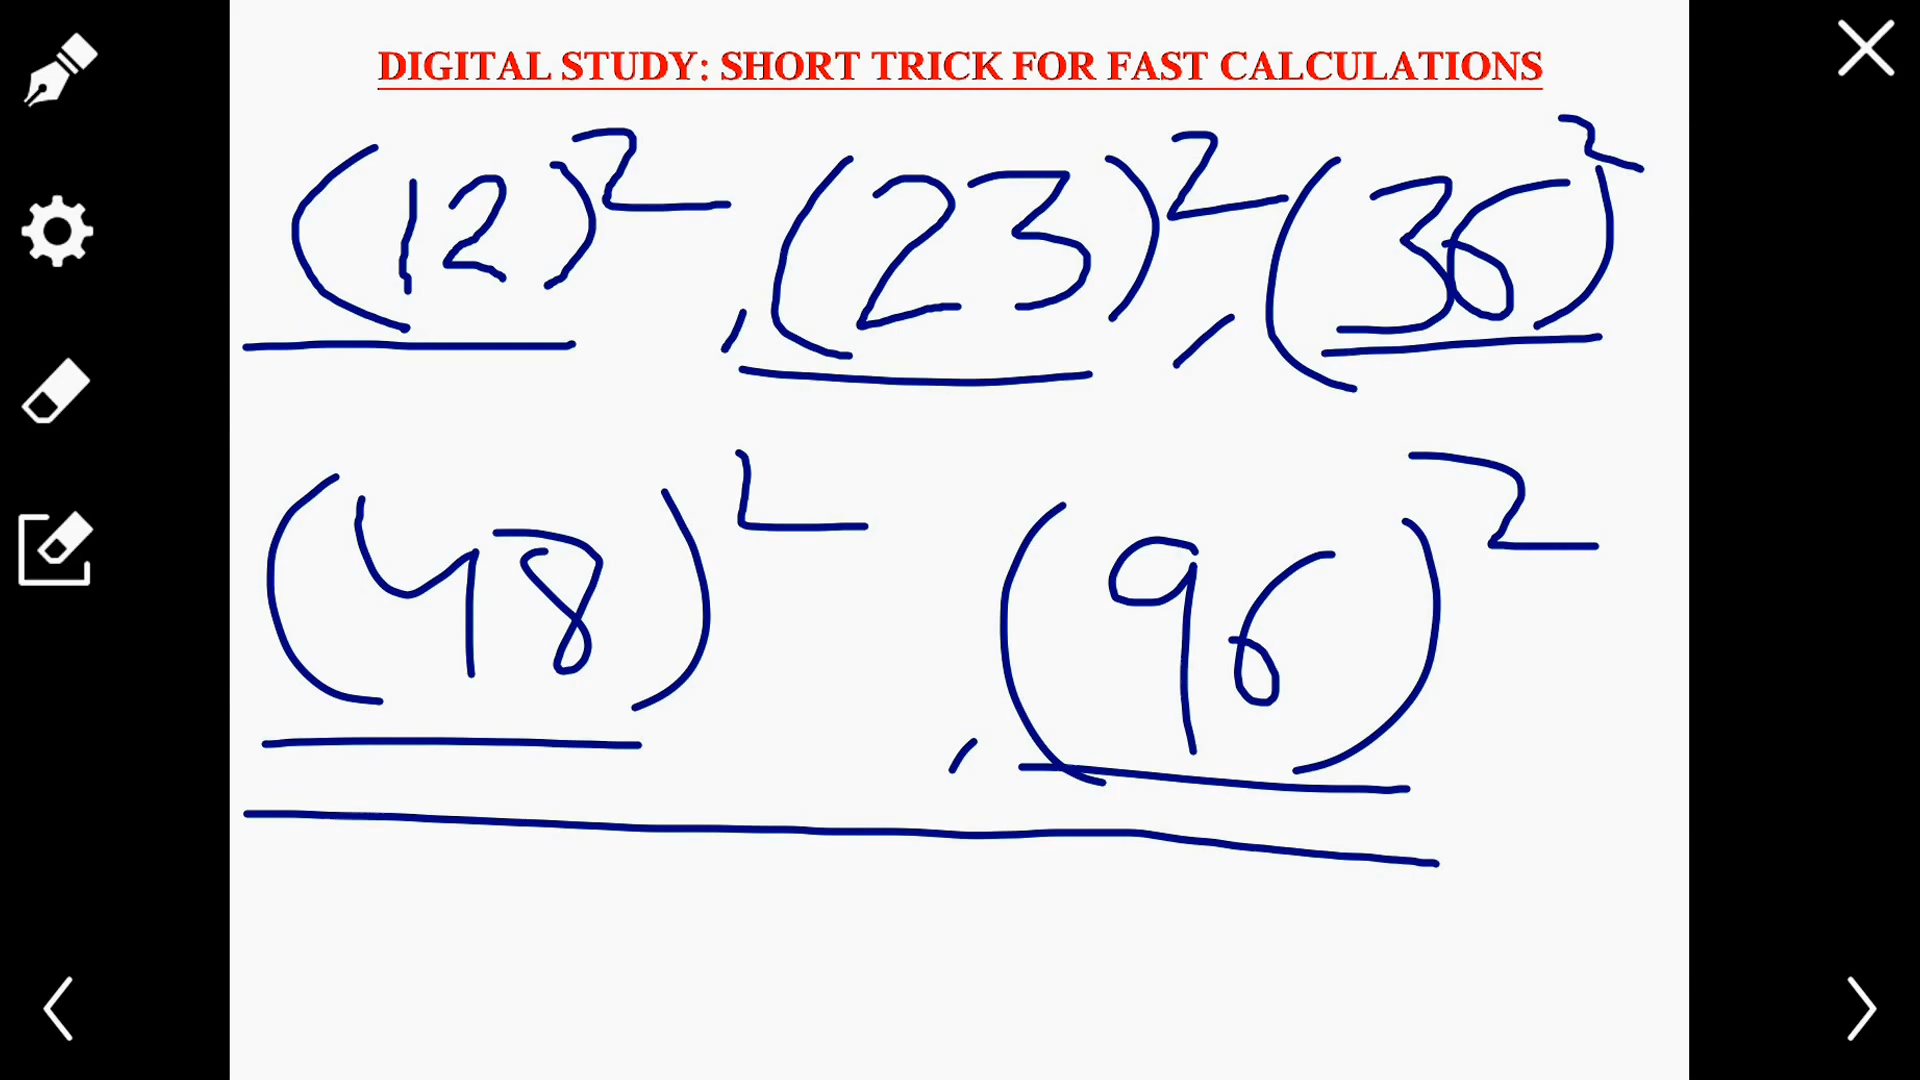 DIGITAL STUDY: SHORT TRICK FOR FAST CALCULATIONS
(12)², (23)², (36)²
(48)², (96)²